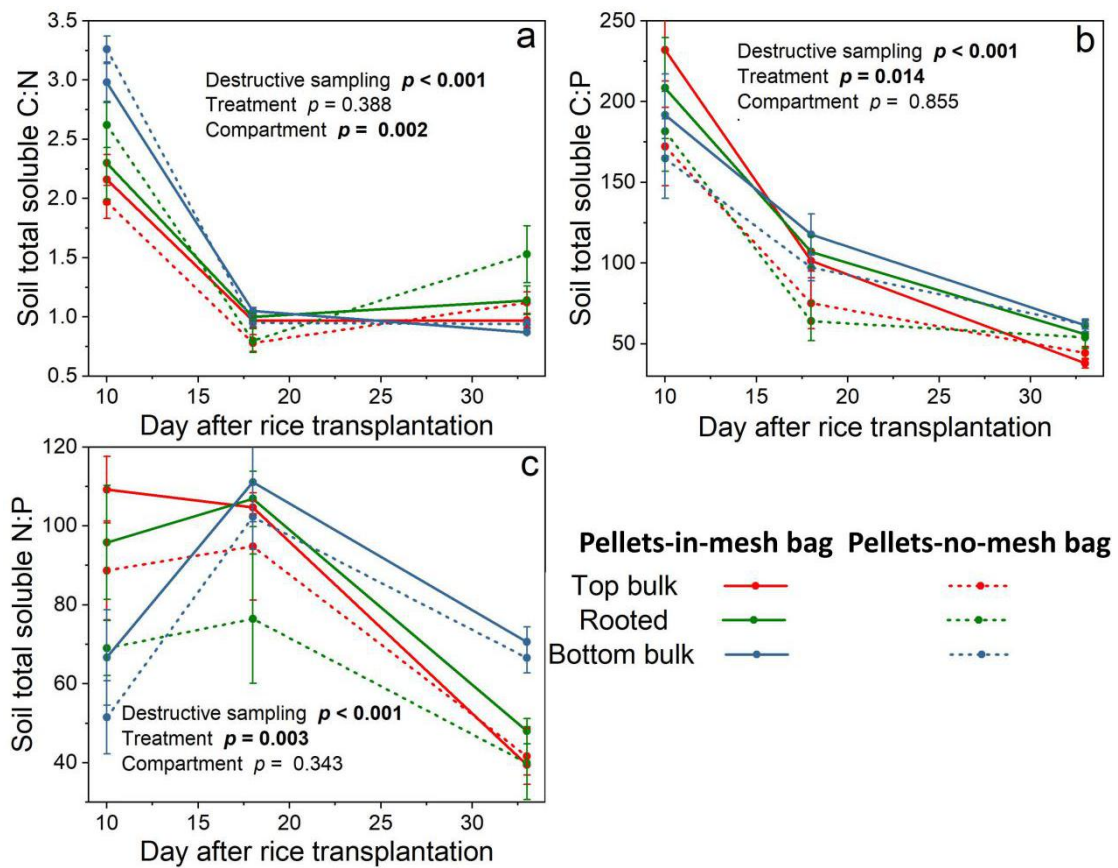 a
Soil total soluble C:N
3.5
3.0
2.5
2.0
1.5
1.0
0.5
Destructive sampling p < 0.001
Treatment p = 0.388
Compartment p = 0.002
10 15 20 25 30
Day after rice transplantation
b
Soil total soluble C:P
250
200
150
100
50
Destructive sampling p < 0.001
Treatment p = 0.014
Compartment p = 0.855
10 15 20 25 30
Day after rice transplantation
c
Soil total soluble N:P
120
100
80
60
40
Destructive sampling p < 0.001
Treatment p = 0.003
Compartment p = 0.343
10 15 20 25 30
Day after rice transplantation
Pellets-in-mesh bag Pellets-no-mesh bag
Top bulk
Rooted
Bottom bulk